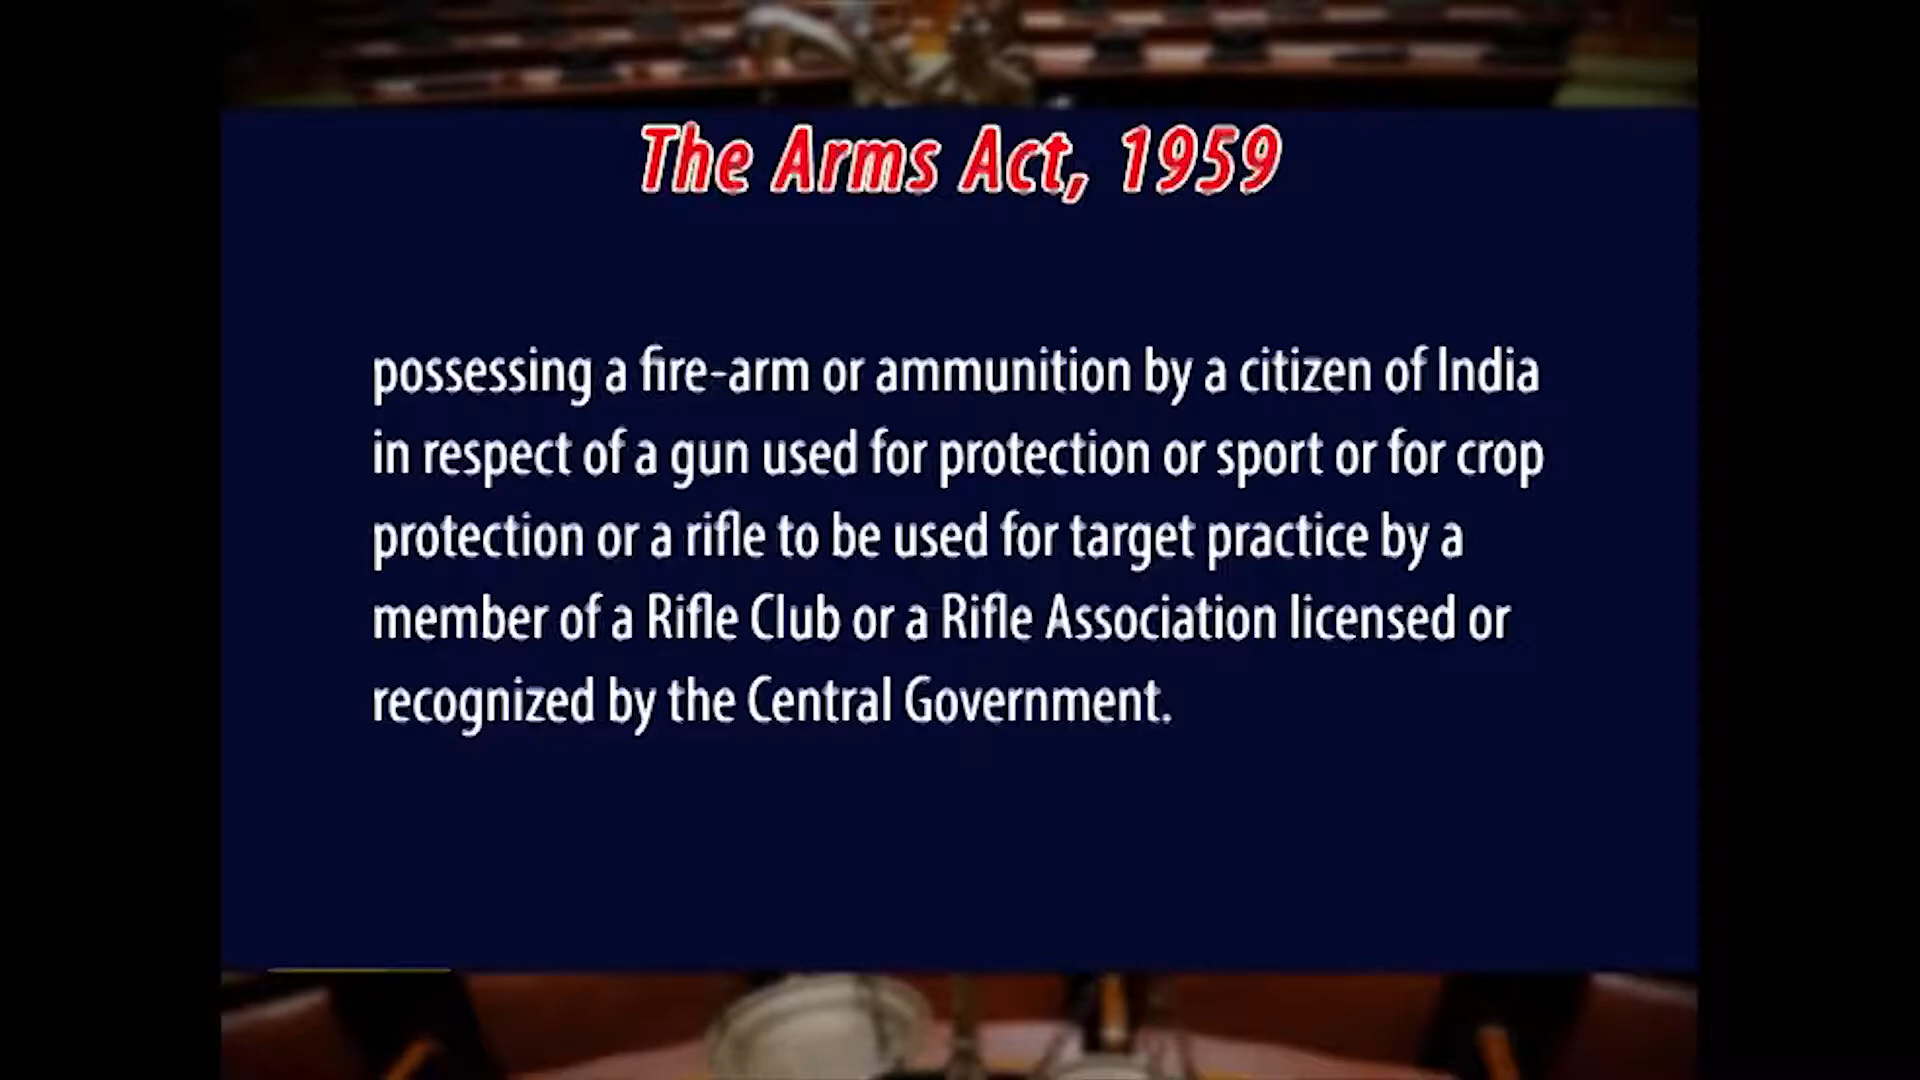 The Arms Act, 1959
possessing a fire-arm or ammunition by a citizen of India
in respect of a gun used for protection or sport or for crop
protection or a rifle to be used for target practice by a
member of a Rifle Club or a Rifle Association licensed or
recognized by the Central Government.